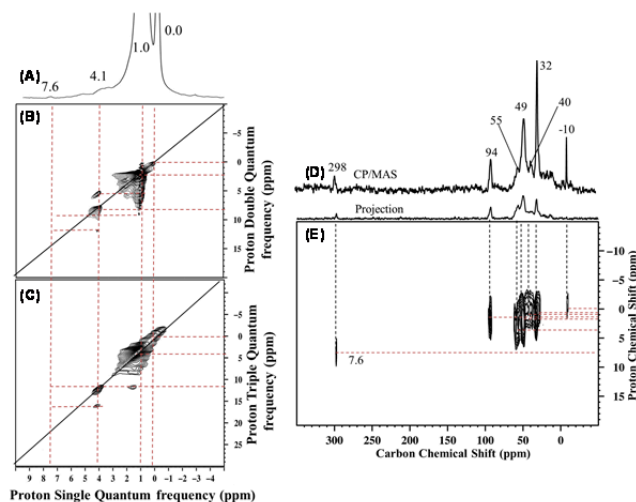 (A)
7.6
4.1
1.0
0.0
(B)
-5
0
5
10
15
Proton Double Quantum
frequency (ppm)
(C)
0
5
10
15
20
25
Proton Triple Quantum
frequency (ppm)
9 8 7 6 5 4 3 2 1 0 -1 -2 -3 -4
Proton Single Quantum frequency (ppm)
(D)
298
CP/MAS
94
55
49
32
40
-10
Projection
(E)
7.6
-10
-5
0
5
10
15
Proton Chemical Shift (ppm)
350 300 250 200 150 100 50 0
Carbon Chemical Shift (ppm)